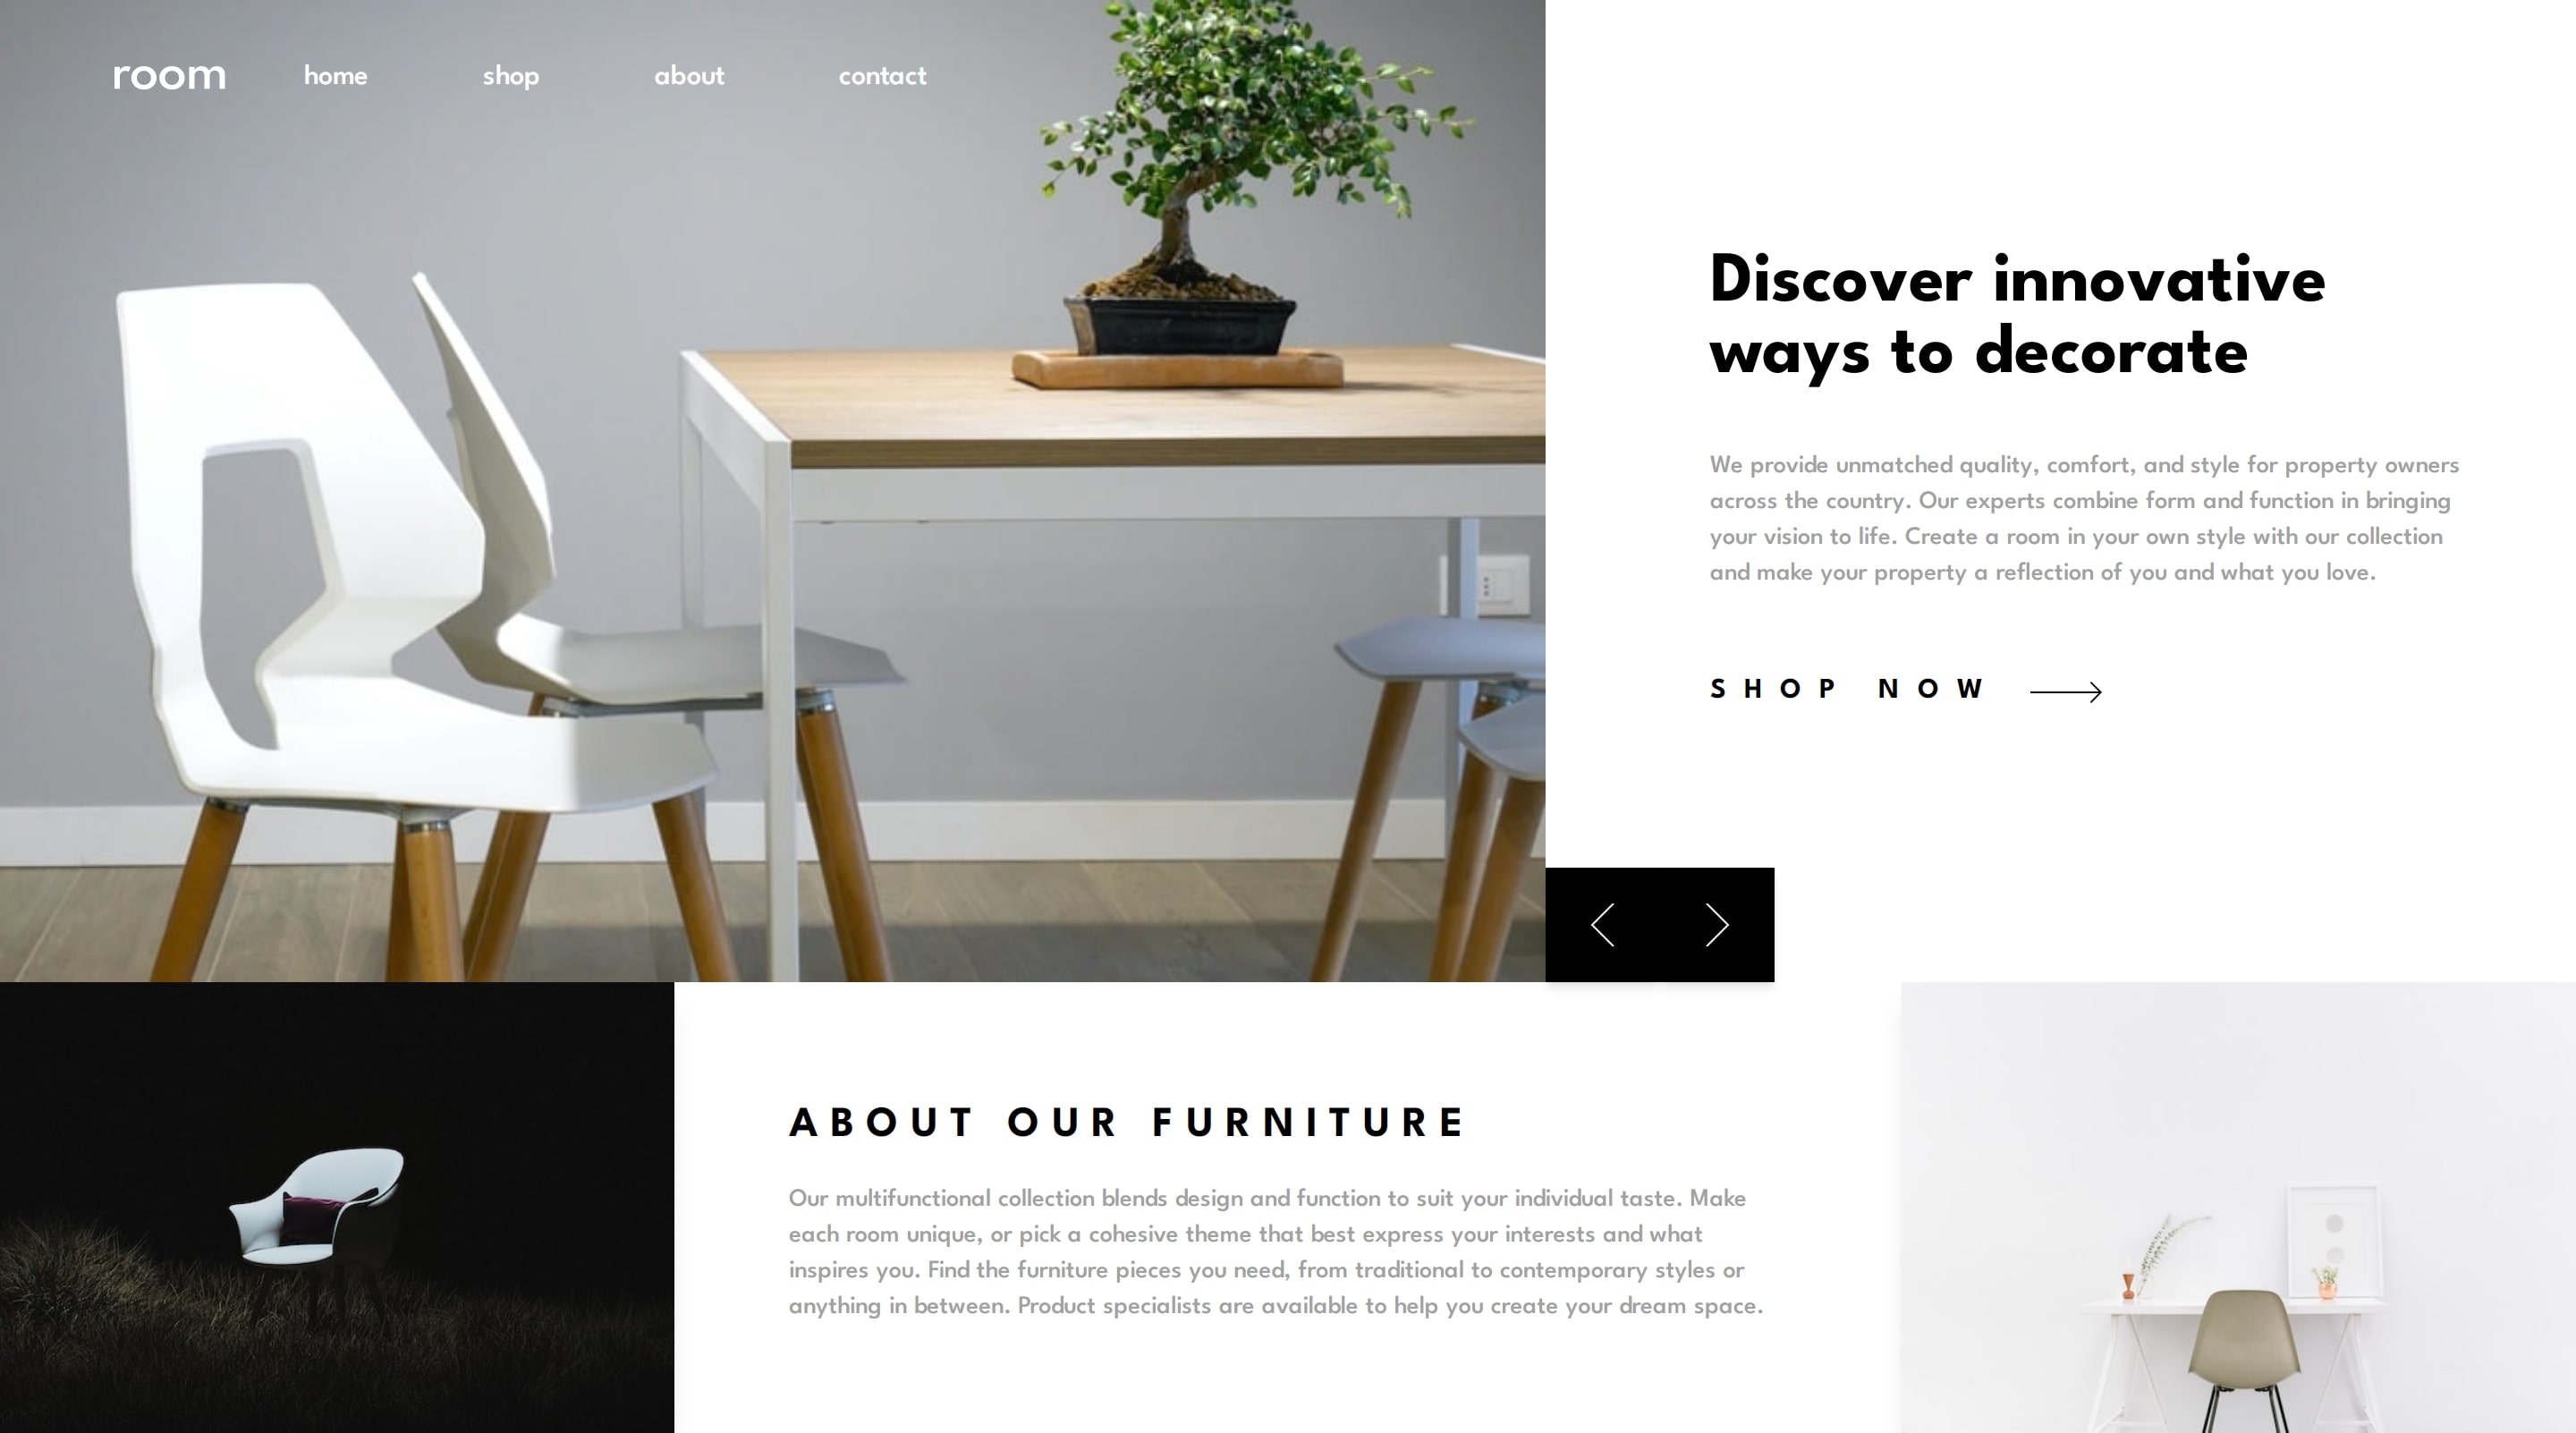 room
home
shop
about
contact
Discover innovative
ways to decorate
We provide unmatched quality, comfort, and style for property owners
across the country. Our experts combine form and function in bringing
your vision to life. Create a room in your own style with our collection
and make your property a reflection of you and what you love.
SHOP NOW
ABOUT OUR FURNITURE
Our multifunctional collection blends design and function to suit your individual taste. Make
each room unique, or pick a cohesive theme that best express your interests and what
inspires you. Find the furniture pieces you need, from traditional to contemporary styles or
anything in between. Product specialists are available to help you create your dream space.